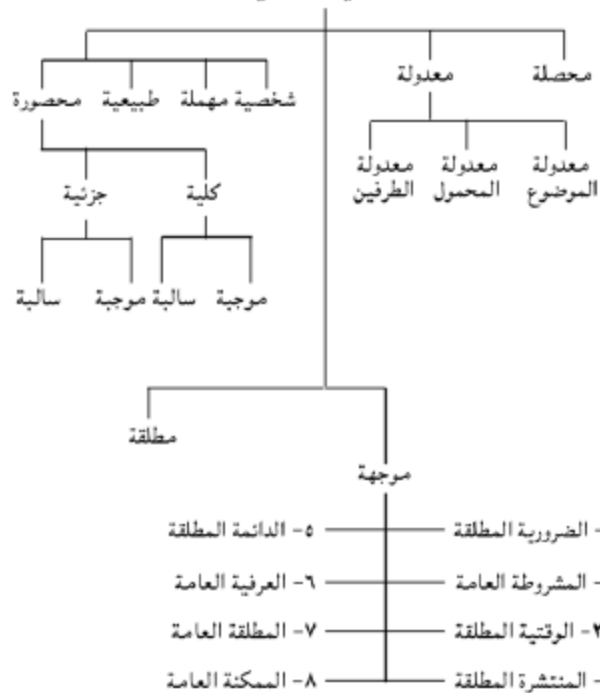 محصلة
معدولة
شخصية
مهملة
طبيعية
محصورة
معدولة الموضوع
معدولة المحمول
معدولة الطرفين
كلية
جزئية
موجبة
سالبة
موجبة
سالبة
مطلقة
موجهة
- الضرورية المطلقة
٥- الدائمة المطلقة
- المشروطة العامة
٦- العرفية العامة
٣- الوقتية المطلقة
٧- المطلقة العامة
- المنتشرة المطلقة
٨- الممكنة العامة